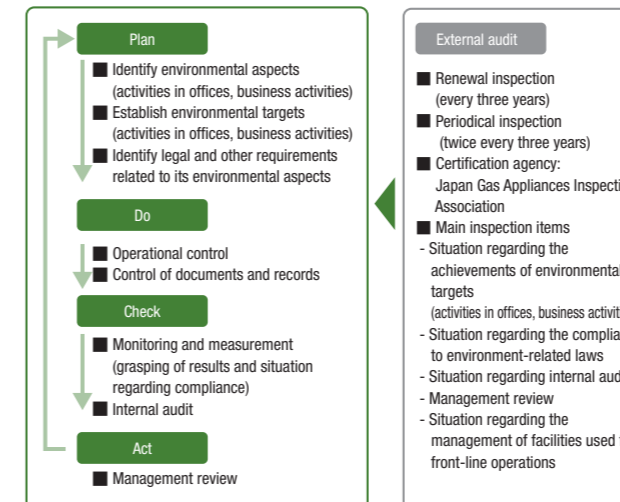 Plan
■ Identify environmental aspects
(activities in offices, business activities)
■ Establish environmental targets
(activities in offices, business activities)
■ Identify legal and other requirements
related to its environmental aspects
Do
■ Operational control
■ Control of documents and records
Check
■ Monitoring and measurement
(grasping of results and situation
regarding compliance)
■ Internal audit
Act
■ Management review
External audit
■ Renewal inspection
(every three years)
■ Periodical inspection
(twice every three years)
■ Certification agency:
Japan Gas Appliances
Association
■ Main inspection items
- Situation regarding the
achievements of environmental
targets
(activities in offices, business
- Situation regarding the
to environment-related laws
- Situation regarding internal
- Management review
- Situation regarding the
management of facilities used
front-line operations